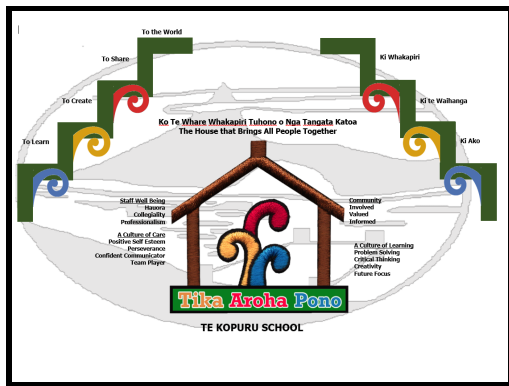 To the World
To Share
Ki Whakapiri
To Create
Ki te Waihanga
Ko Te Whare Whakapiri Tuhono o Nga Tangata Katoa
The House that Brings All People Together
To Learn
Ki Ako
Staff Well Being
Hauora
Collegiality
Professionalism
A Culture of Care
Positive Self Esteem
Perseverance
Confident Communicator
Team Player
Community
Involved
Valued
Informed
A Culture of Learning
Problem Solving
Critical Thinking
Creativity
Future Focus
Tika Aroha Pono
TE KOPURU SCHOOL